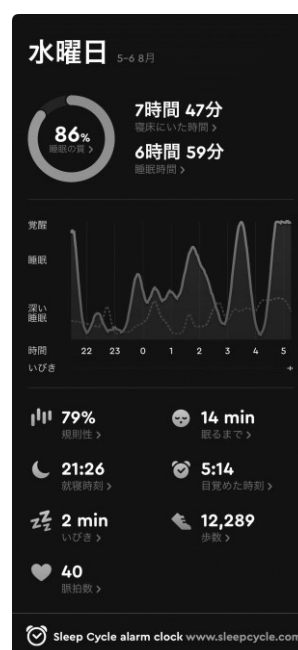 水曜日 5-6 8月
7時間 47分
寝床にいた時間 >
86%
睡眠の質 >
6時間 59分
睡眠時間 >
覚醒
睡眠
深い
睡眠
時間 22 23 0 1 2 3 4 5
いびき
79% 14 min
規則性 > 眠るまで >
21:26 5:14
就寝時刻 > 目覚めた時刻 >
2 min 12,289
いびき > 歩数 >
40
脈拍数 >
Sleep Cycle alarm clock www.sleepcycle.com